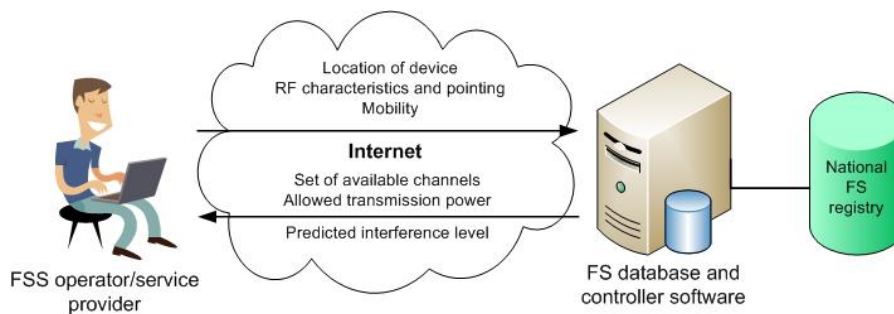 Location of device
RF characteristics and pointing
Mobility
Internet
Set of available channels
Allowed transmission power
Predicted interference level
FSS operator/service
provider
FS database and
controller software
National
FS
registry